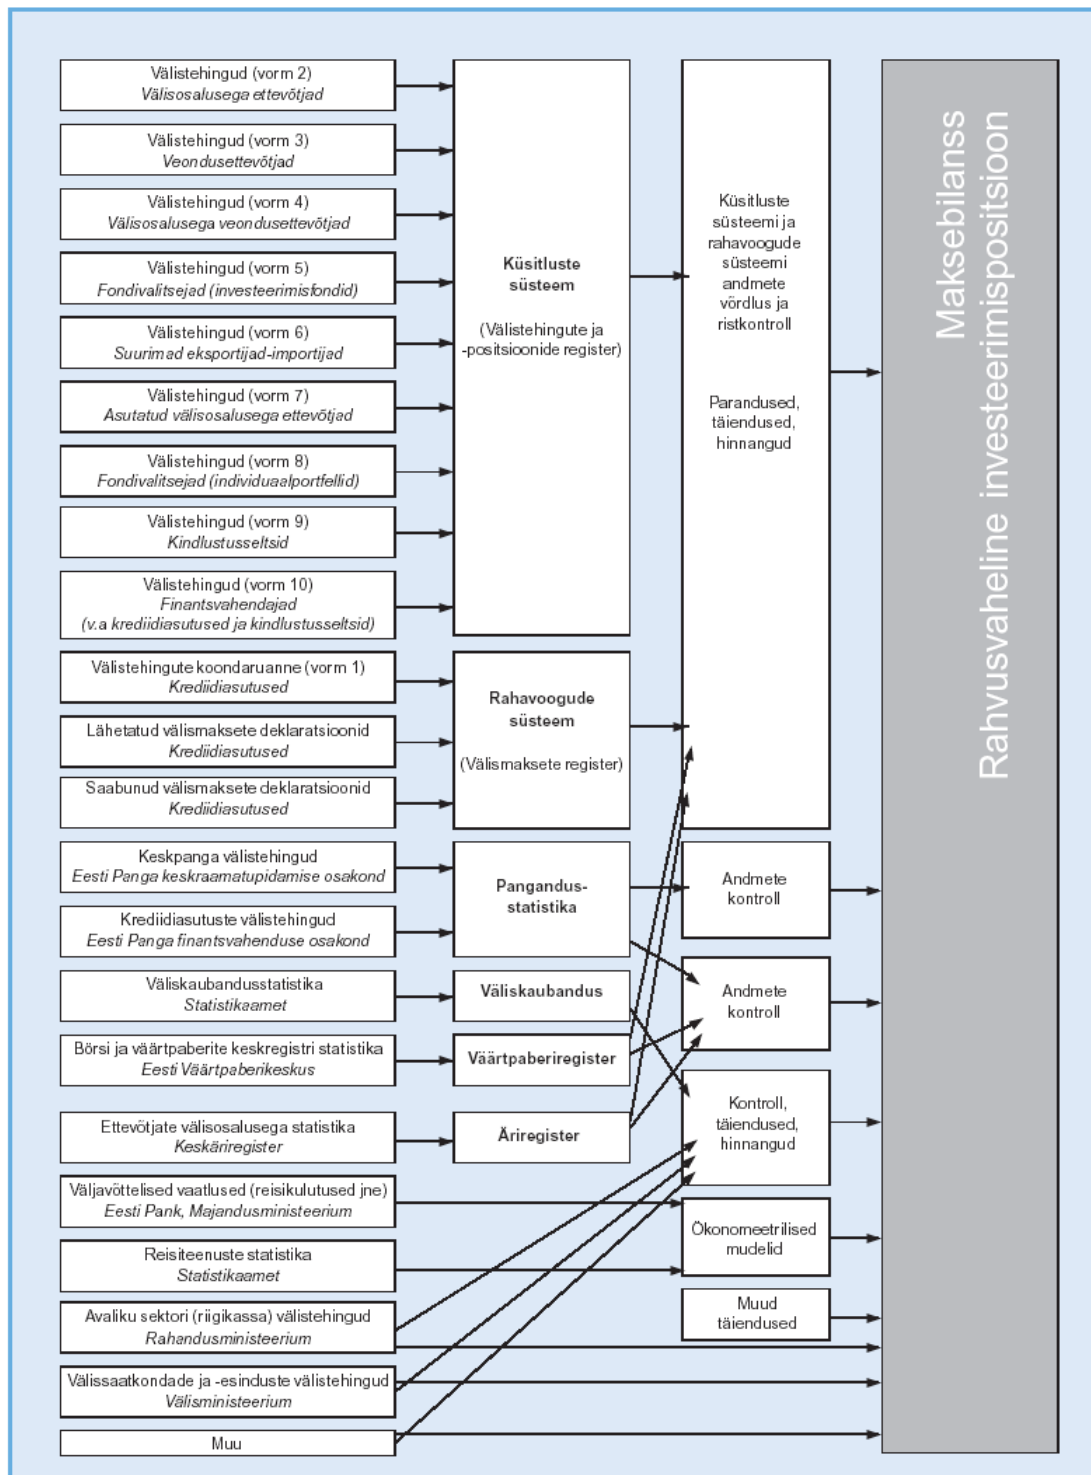 Välistehingud (vorm 2)
Välisosalusega ettevõtjad
Välistehingud (vorm 3)
Veondusettevõtjad
Välistehingud (vorm 4)
Välisosalusega veondusettevõtjad
Välistehingud (vorm 5)
Fondivalitsejad (investeerimisfondid)
Välistehingud (vorm 6)
Suurimad eksportijad-importijad
Välistehingud (vorm 7)
Asutatud välisosalusega ettevõtjad
Välistehingud (vorm 8)
Fondivalitsejad (individuaalportfellid)
Välistehingud (vorm 9)
Kindlustusseltsid
Välistehingud (vorm 10)
Finantsvahendajad
(v.a krediidiasutused ja kindlustusseltsid)
Välistehingute koondaruanne (vorm 1)
Krediidiasutused
Lähetatud välismaksete deklaratsioonid
Krediidiasutused
Saabunud välismaksete deklaratsioonid
Krediidiasutused
Keskpanga välistehingud
Eesti Panga keskraamatupidamise osakond
Krediidiasutuste välistehingud
Eesti Panga finantsvahenduse osakond
Väliskaubandusstatistika
Statistikaamet
Börsi ja väärtpaberite keskregistri statistika
Eesti Väärtpaberikeskus
Ettevõtjate välisosalusega statistika
Keskäriregister
Väljavõttelised vaatlused (reisikulutused jne)
Eesti Pank, Majandusministeerium
Reisiteenuste statistika
Statistikaamet
Avaliku sektori (riigikassa) välistehingud
Rahandusministeerium
Välissaatkondade ja -esinduste välistehingud
Välisministeerium
Muu
Küsitluste
süsteem
(Välistehingute ja
-positsioonide register)
Rahavoogude
süsteem
(Välismaksete register)
Pangandus-
statistika
Väliskaubandus
Väärtpaberiregister
Äriregister
Küsitluste
süsteemi ja
rahavoogude
süsteemi
andmete
võrdlus ja
ristkontroll
Parandused,
täiendused,
hinnangud
Andmete
kontroll
Andmete
kontroll
Kontroll,
täiendused,
hinnangud
Ökonomeetrilised
mudelid
Muud
täiendused
Maksebilanss
Rahvusvaheline investeerimispositsioon